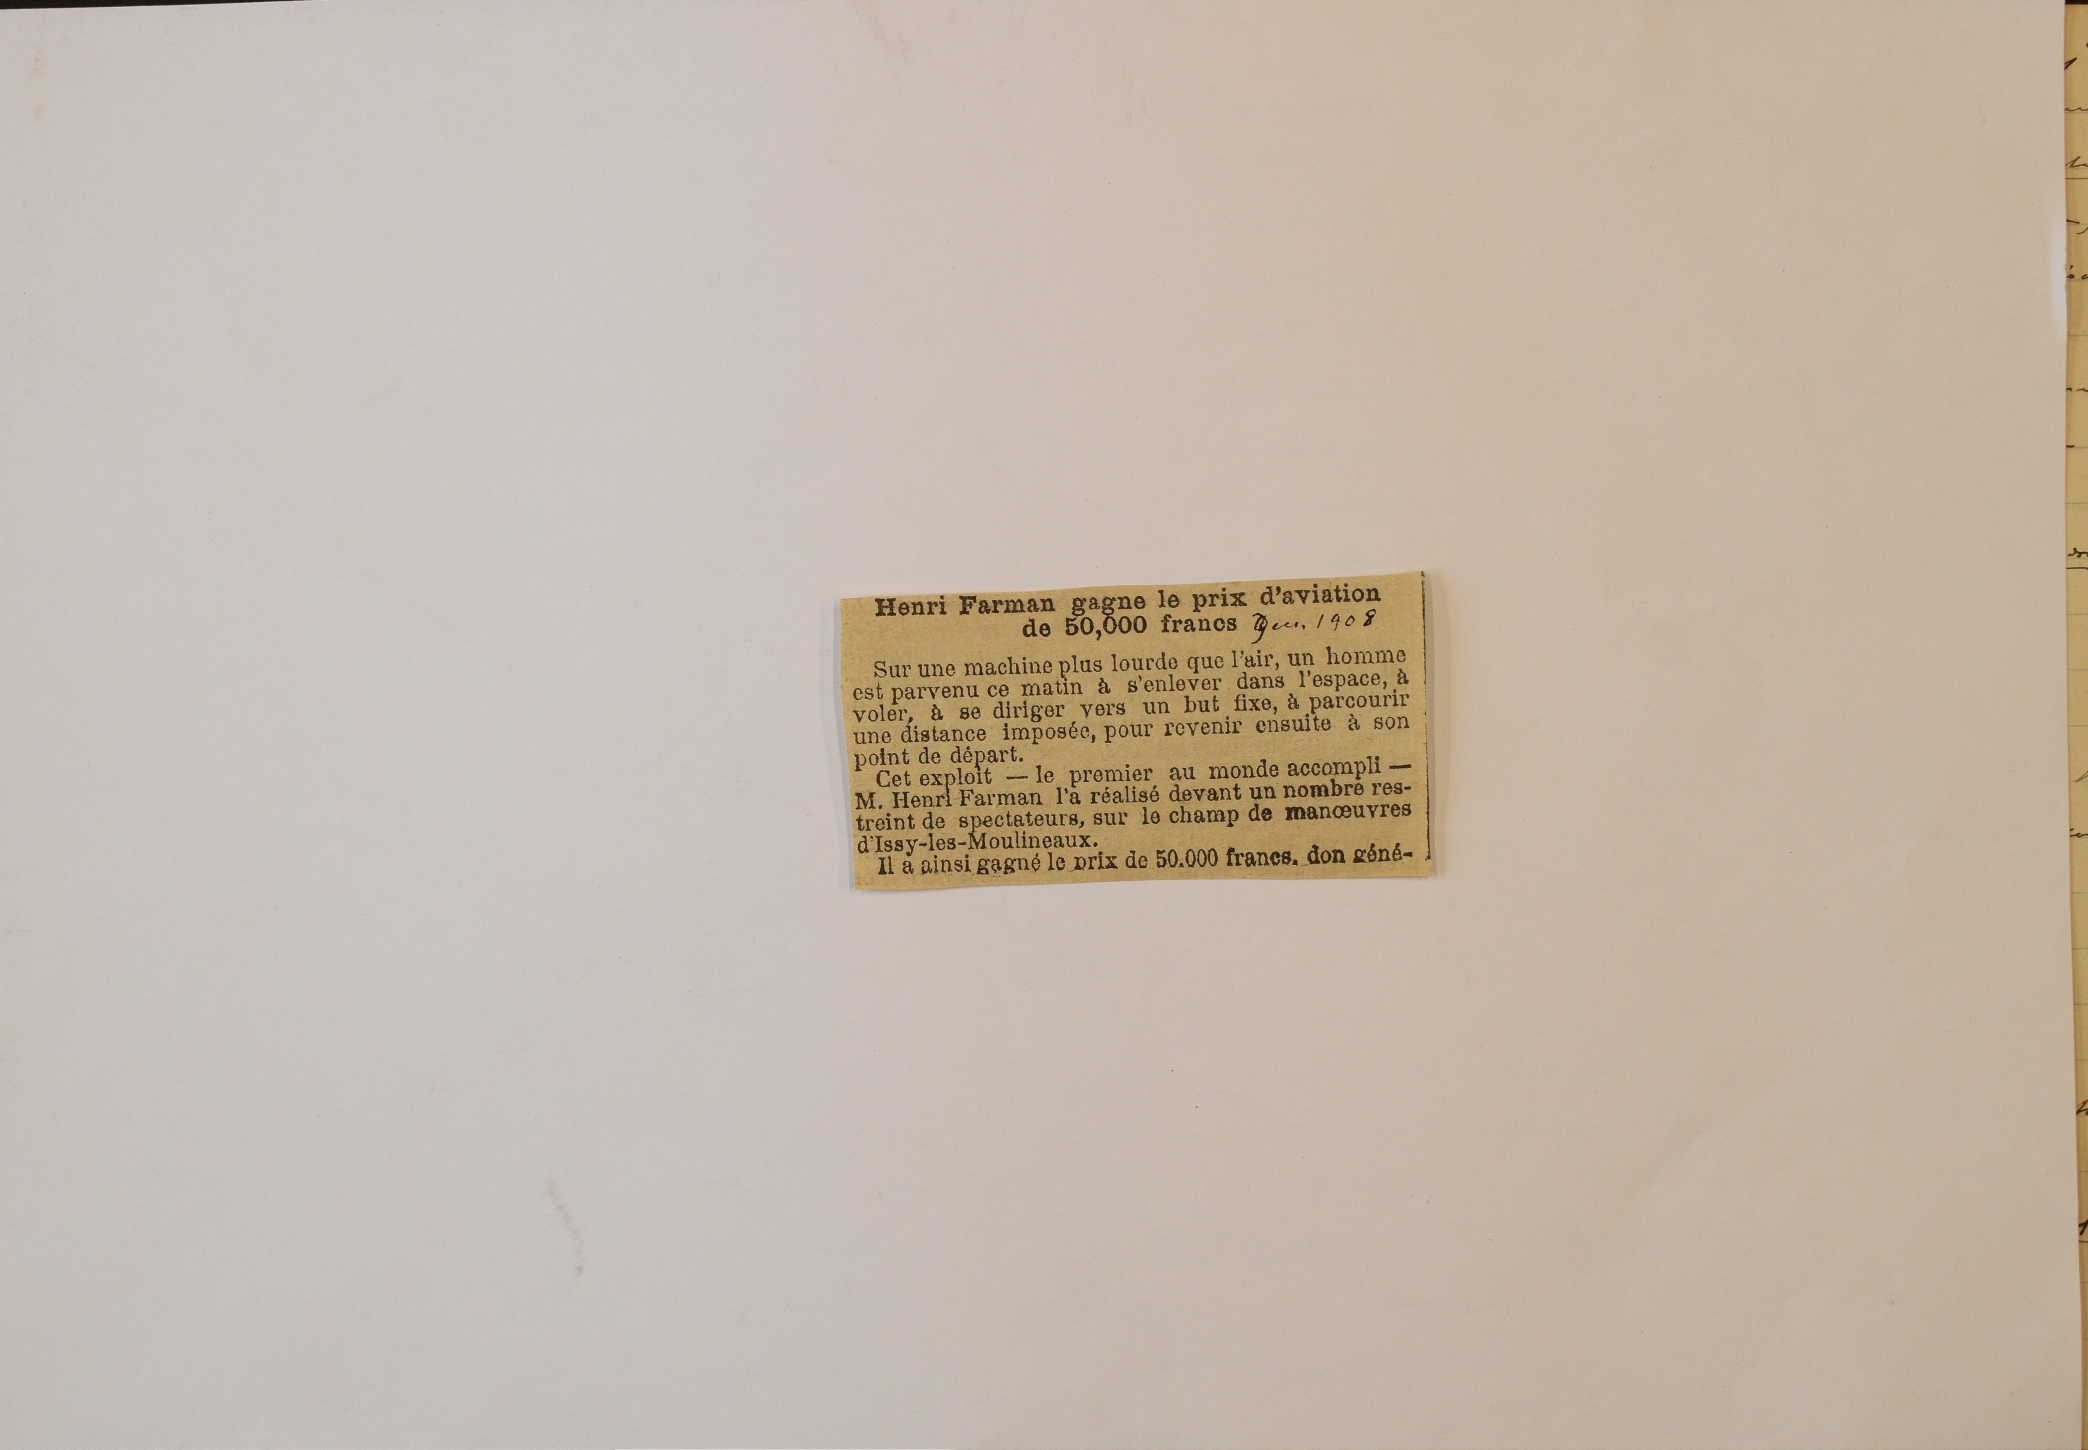 Henri Farman gagne le prix d'aviation
de 50,000 francs Jan. 1908
Sur une machine plus lourde que l'air, un homme
est parvenu ce matin à s'enlever dans l'espace, à
voler, à se diriger vers un but fixe, à parcourir
une distance imposée, pour revenir ensuite à son
point de départ.
Cet exploit — le premier au monde accompli —
M. Henri Farman l'a réalisé devant un nombre res-
treint de spectateurs, sur le champ de manœuvres
d'Issy-les-Moulineaux.
Il a ainsi gagné le prix de 50.000 francs. don géné-